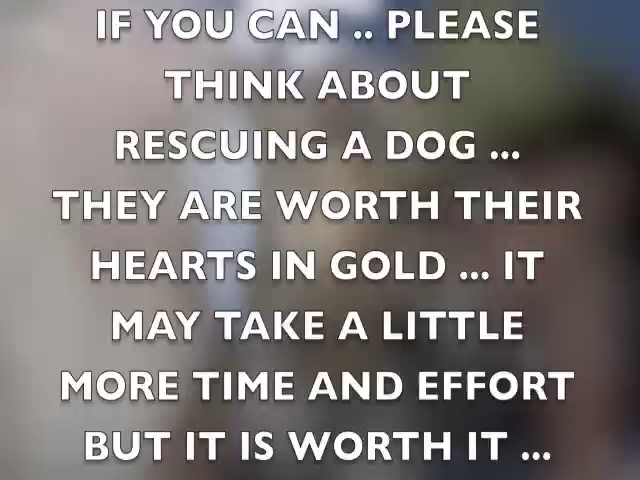 IF YOU CAN .. PLEASE
THINK ABOUT
RESCUING A DOG ...
THEY ARE WORTH THEIR
HEARTS IN GOLD ... IT
MAY TAKE A LITTLE
MORE TIME AND EFFORT
BUT IT IS WORTH IT ...